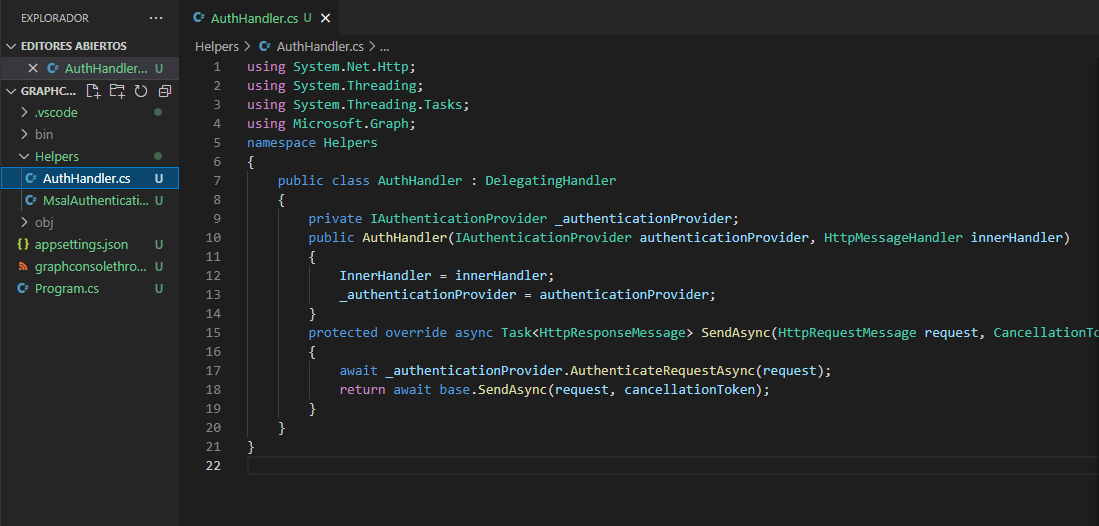 EXPLORADOR ...
EDITORES ABIERTOS
AuthHandler... U
GRAPHC...
.vscode
bin
Helpers
AuthHandler.cs U
MsalAuthenticati... U
obj
appsettings.json U
graphconsolethro... U
Program.cs U
AuthHandler.cs U
Helpers > AuthHandler.cs > ...
1 using System.Net.Http;
2 using System.Threading;
3 using System.Threading.Tasks;
4 using Microsoft.Graph;
5 namespace Helpers
6 {
7 public class AuthHandler : DelegatingHandler
8 {
9 private IAuthenticationProvider _authenticationProvider;
10 public AuthHandler(IAuthenticationProvider authenticationProvider, HttpMessageHandler innerHandler)
11 {
12 InnerHandler = innerHandler;
13 _authenticationProvider = authenticationProvider;
14 }
15 protected override async Task<HttpResponseMessage> SendAsync(HttpRequestMessage request, CancellationTo
16 {
17 await _authenticationProvider.AuthenticateRequestAsync(request);
18 return await base.SendAsync(request, cancellationToken);
19 }
20 }
21 }
22